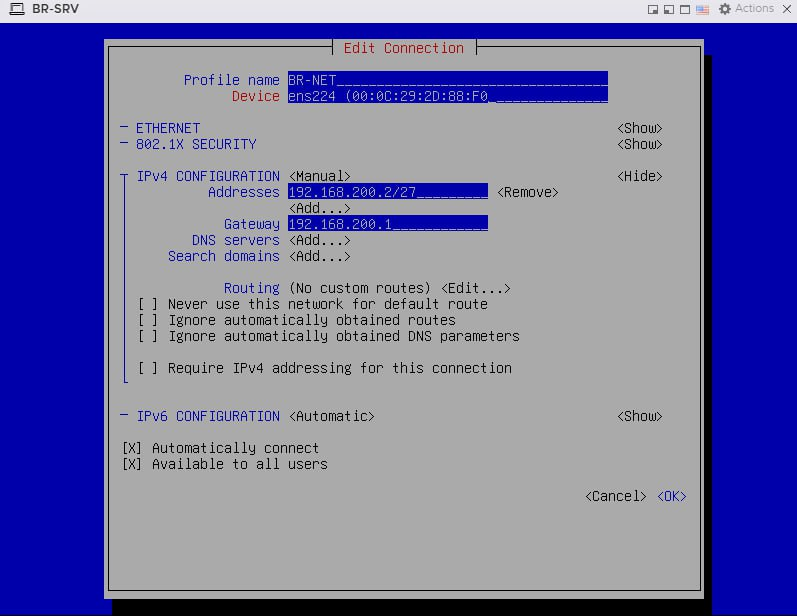 BR-SRV Actions
Edit Connection
Profile name BR-NET
Device ens224 (00:0C:29:2D:88:F0_
ETHERNET <Show>
802.1X SECURITY <Show>
IPv4 CONFIGURATION <Manual> <Hide>
Addresses 192.168.200.2/27 <Remove>
<Add...>
Gateway 192.168.200.1
DNS servers <Add...>
Search domains <Add...>
Routing (No custom routes) <Edit...>
[ ] Never use this network for default route
[ ] Ignore automatically obtained routes
[ ] Ignore automatically obtained DNS parameters
[ ] Require IPv4 addressing for this connection
IPv6 CONFIGURATION <Automatic> <Show>
[X] Automatically connect
[X] Available to all users
<Cancel> <OK>